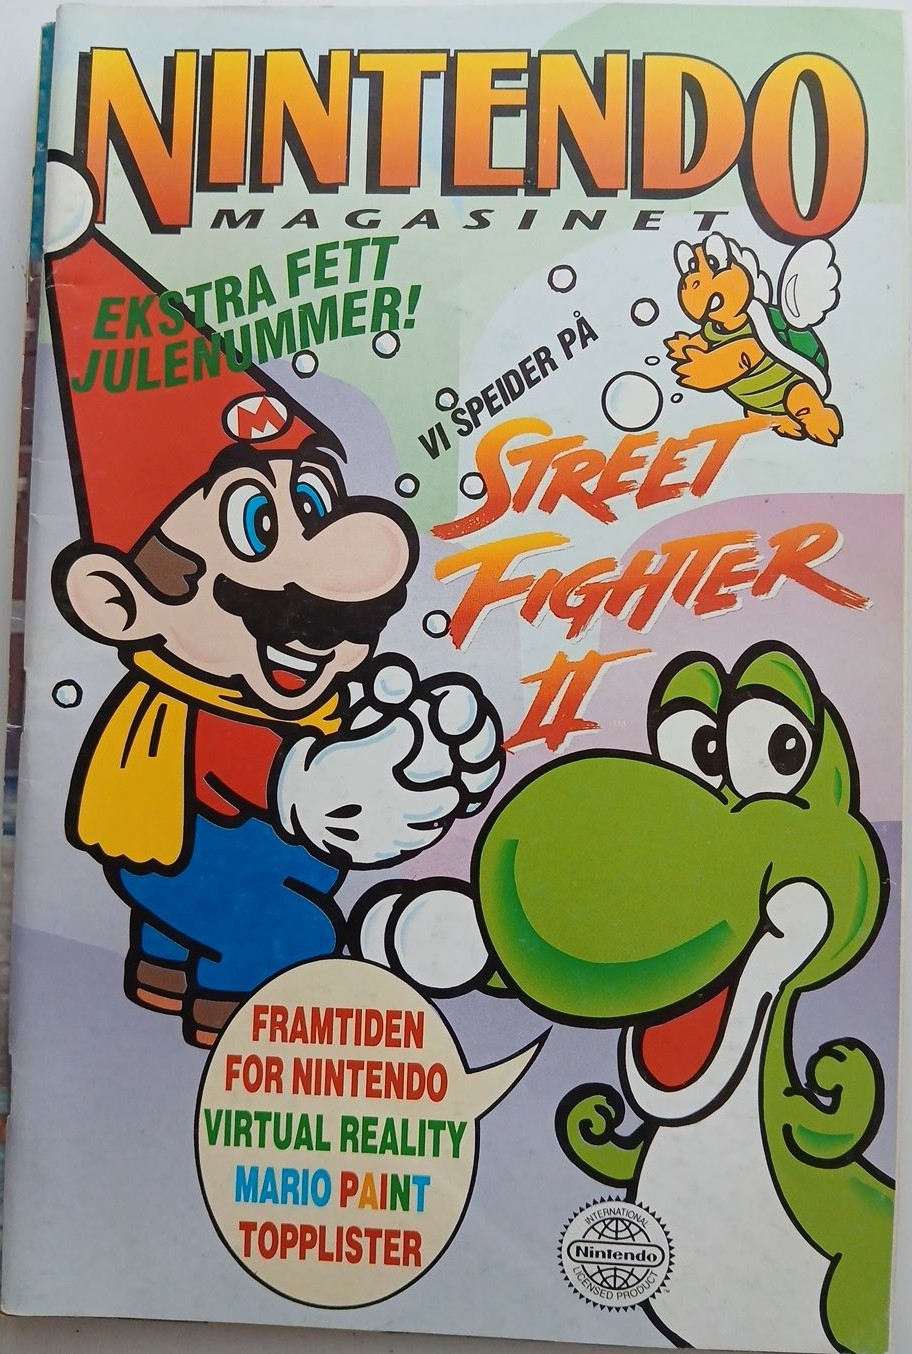 NINTENDO
MAGASINET
EKSTRA FETT
JULENUMMER!
M
VI SPEIDER PÅ
STREET
FIGHTER
II
TM
FRAMTIDEN
FOR NINTENDO
VIRTUAL REALITY
MARIO PAINT
TOPPLISTER
INTERNATIONAL
Nintendo
LICENSED PRODUCT